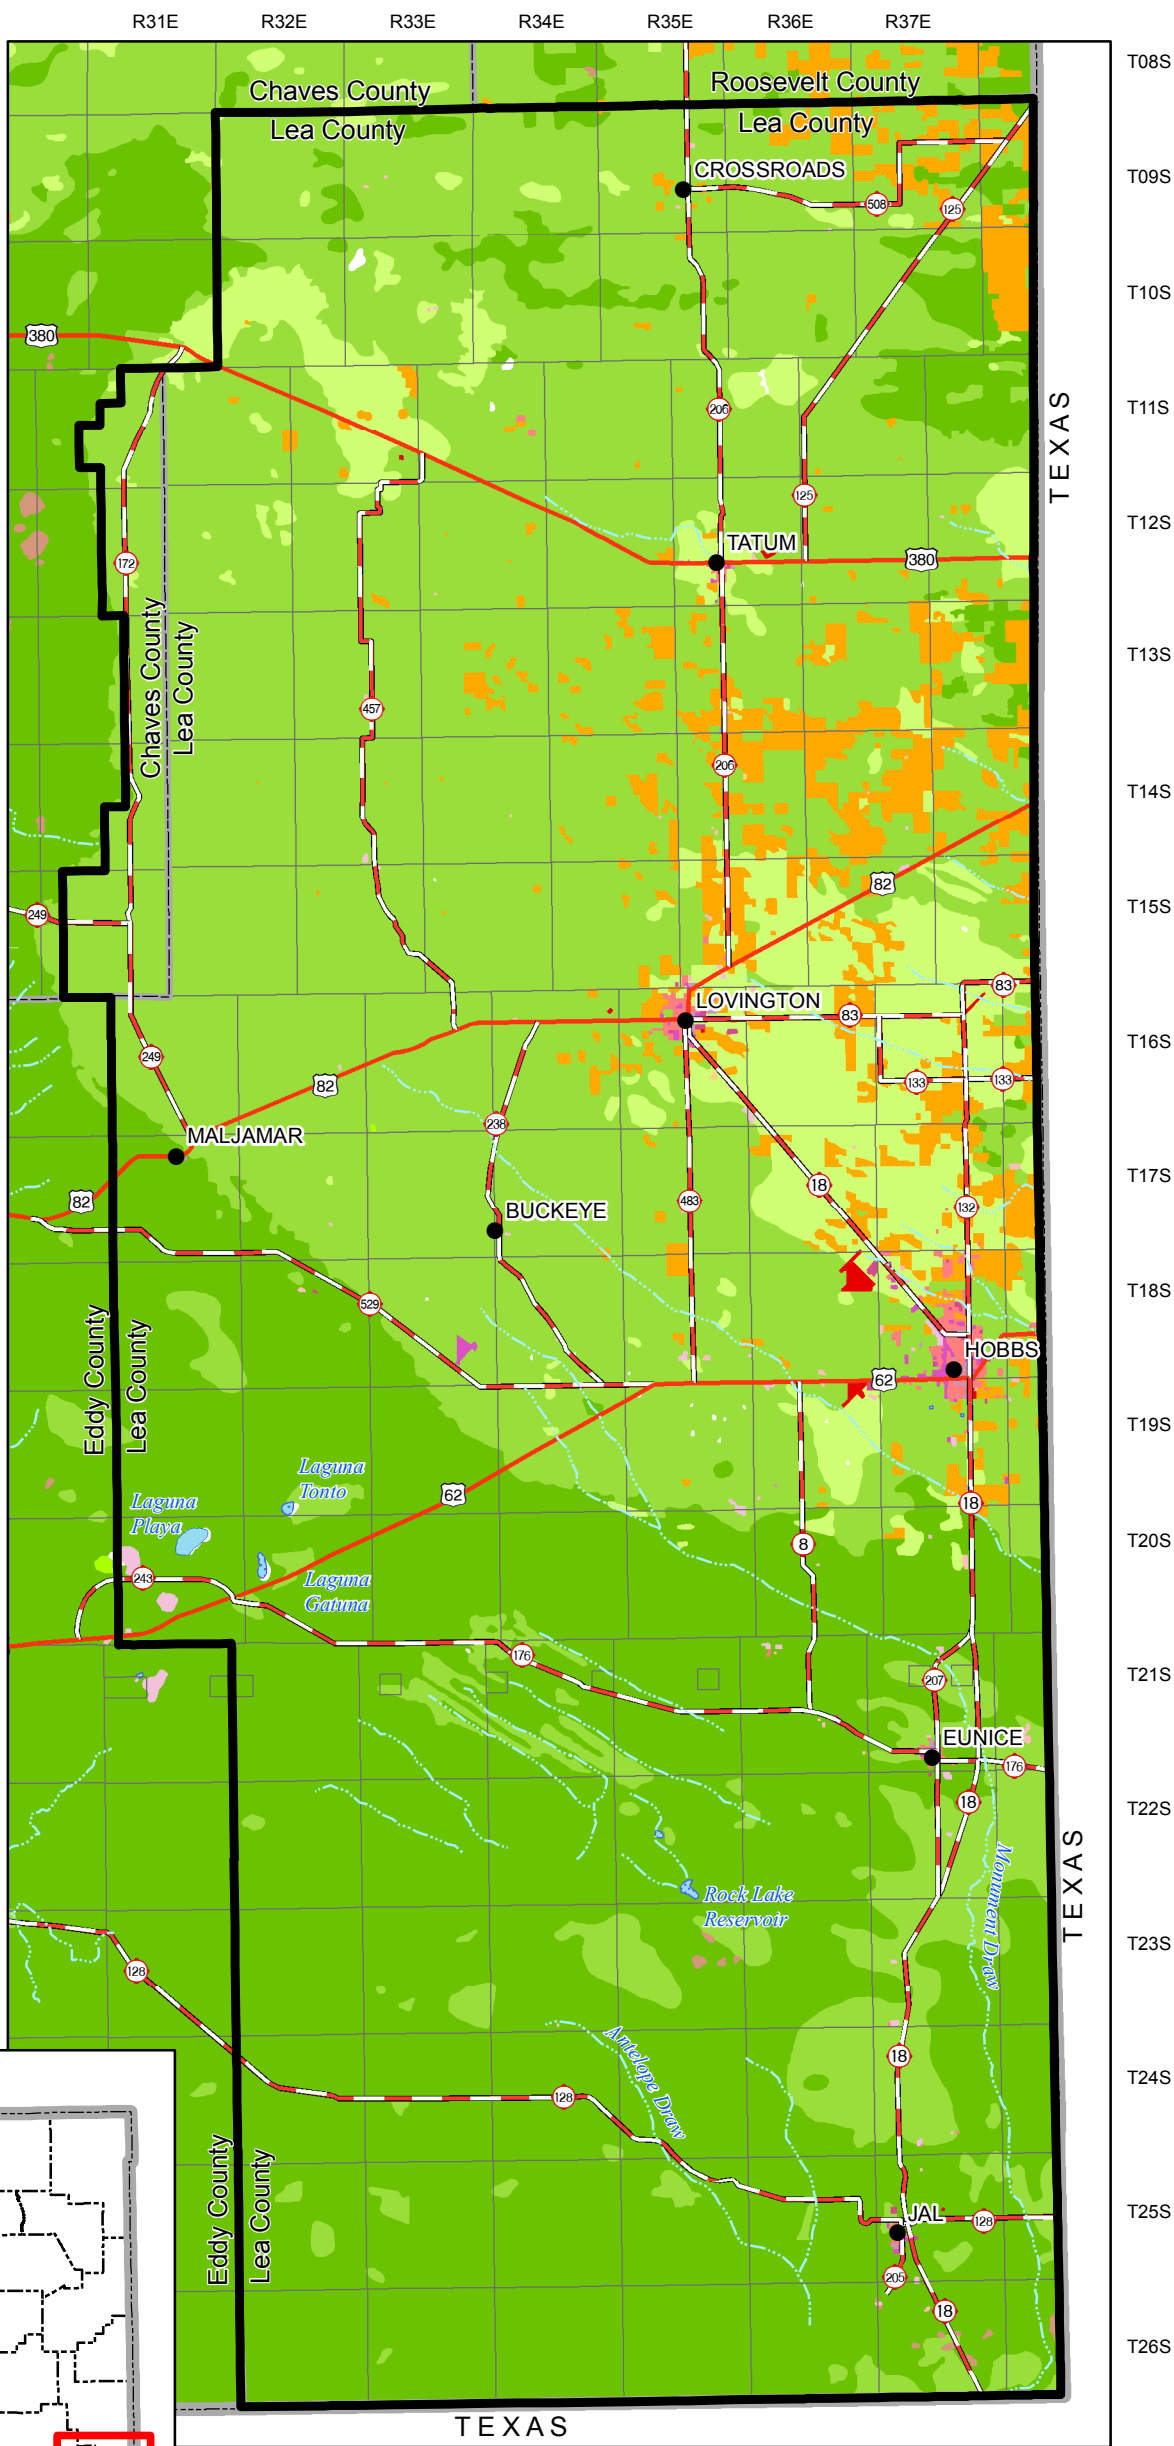 R31E R32E R33E R34E R35E R36E R37E
T08S
Chaves County
Roosevelt County
Lea County
Lea County
CROSSROADS
T09S
508
125
T10S
380
T11S
206
TEXAS
125
T12S
TATUM
380
172
Chaves County
Lea County
T13S
457
206
T14S
82
T15S
249
83
LOVINGTON
83
T16S
249
82
133
133
238
MALJAMAR
T17S
82
18
483
132
BUCKEYE
T18S
529
Eddy County
Lea County
HOBBS
62
T19S
Laguna
Tonto
62
Laguna
Playa
18
T20S
8
243
Laguna
Gatuna
176
T21S
207
EUNICE
176
18
T22S
TEXAS
Monument Draw
Rock Lake
Reservoir
T23S
128
18
Antelope Draw
T24S
128
Eddy County
Lea County
T25S
JAL
128
205
18
T26S
TEXAS